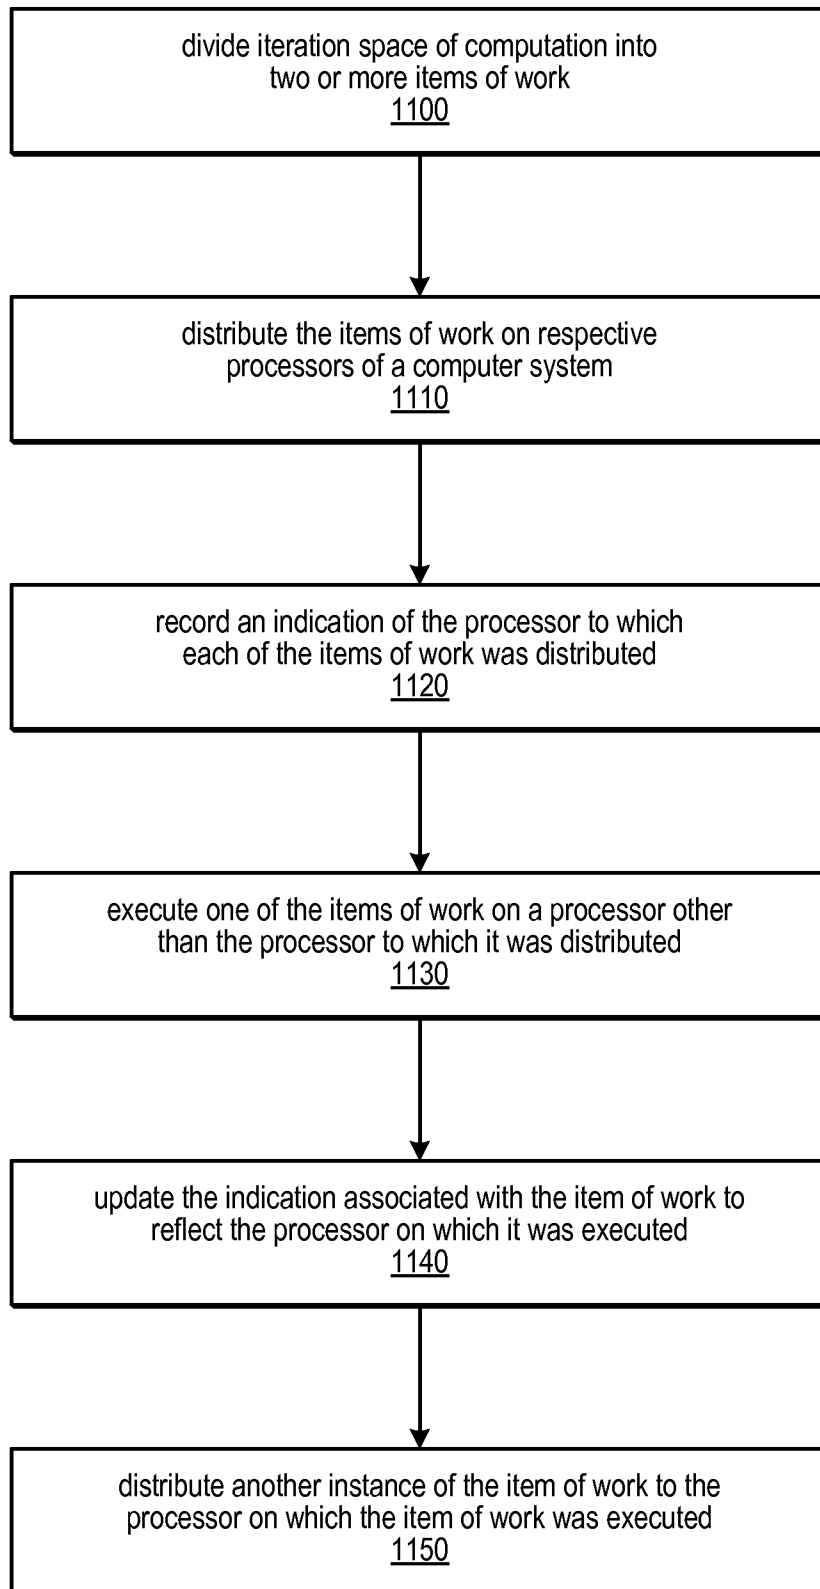 divide iteration space of computation into
two or more items of work
1100
distribute the items of work on respective
processors of a computer system
1110
record an indication of the processor to which
each of the items of work was distributed
1120
execute one of the items of work on a processor other
than the processor to which it was distributed
1130
update the indication associated with the item of work to
reflect the processor on which it was executed
1140
distribute another instance of the item of work to the
processor on which the item of work was executed
1150